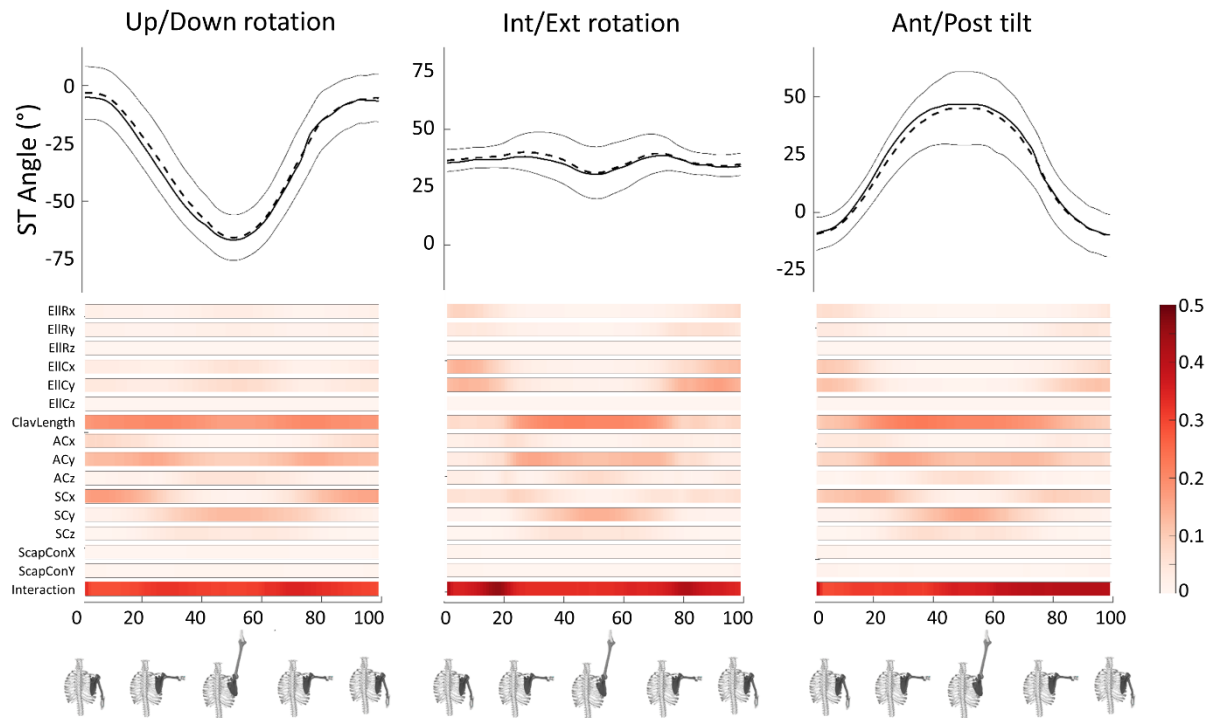 Up/Down rotation
Int/Ext rotation
Ant/Post tilt
ST Angle (°)
0
-25
-50
-75
75
50
25
0
50
25
0
-25
EllRx
EllRy
EllRz
EllCx
EllCy
EllCz
ClavLength
ACx
ACy
ACz
SCx
SCy
SCz
ScapConX
ScapConY
Interaction
0 20 40 60 80 100
0 20 40 60 80 100
0 20 40 60 80 100
0.5
0.4
0.3
0.2
0.1
0